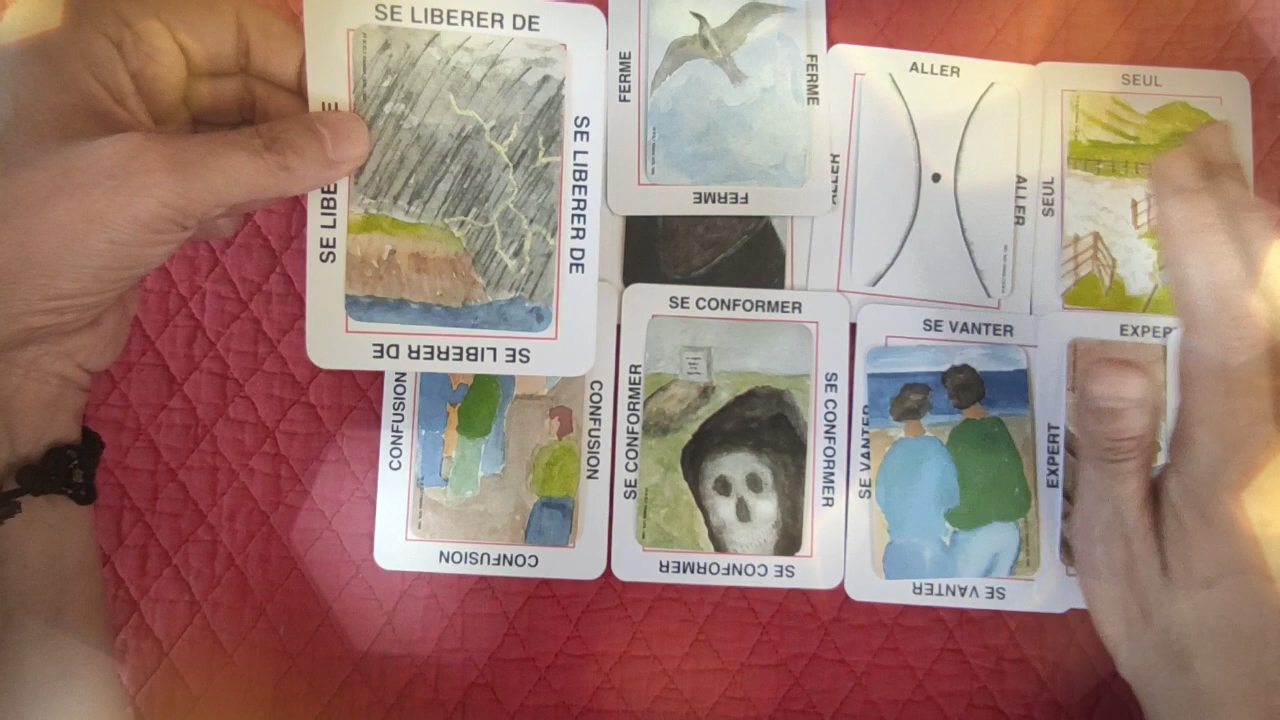 SE LIBERER DE
SE LIBERER DE
SE LIBERER DE
FERME
FERME
FERME
ALLER
ALLER
SEUL
SEUL
CONFUSION
CONFUSION
CONFUSION
SE CONFORMER
SE CONFORMER
SE CONFORMER
SE CONFORMER
SE VANTER
SE VANTER
SE VANTER
EXPERT